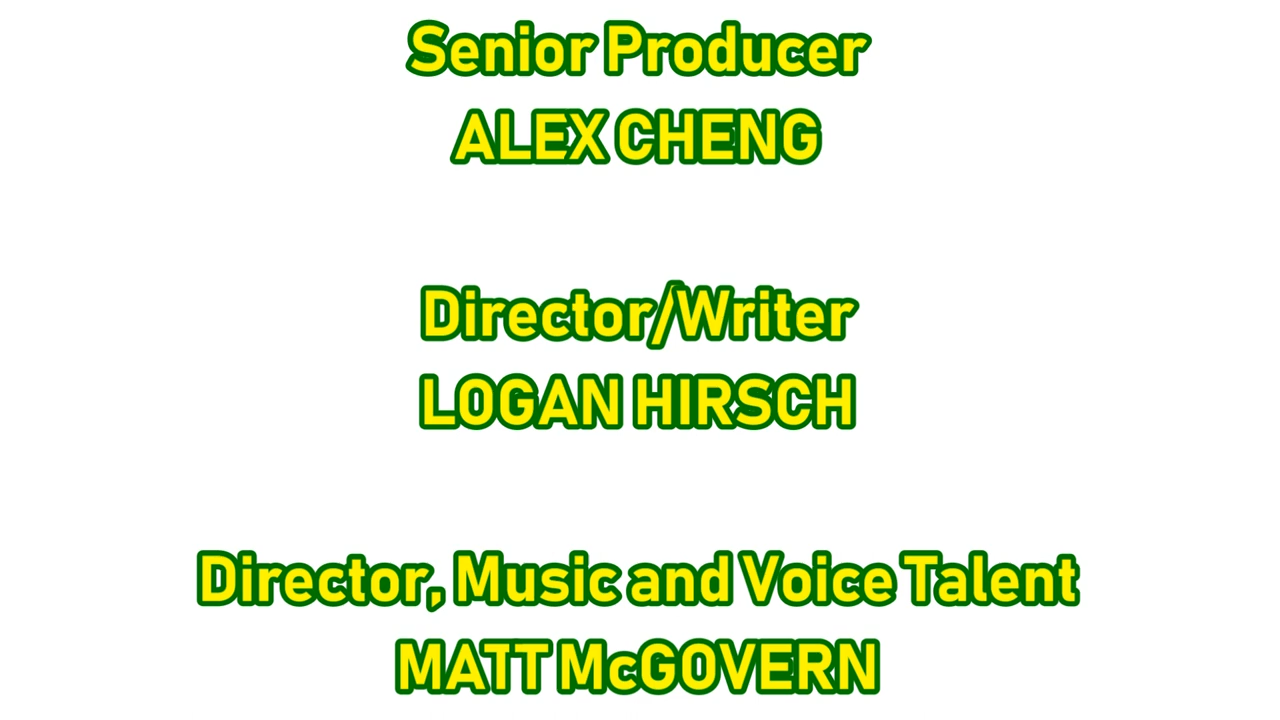 Senior Producer
ALEX CHENG
Director/Writer
LOGAN HIRSCH
Director, Music and Voice Talent
MATT McGOVERN